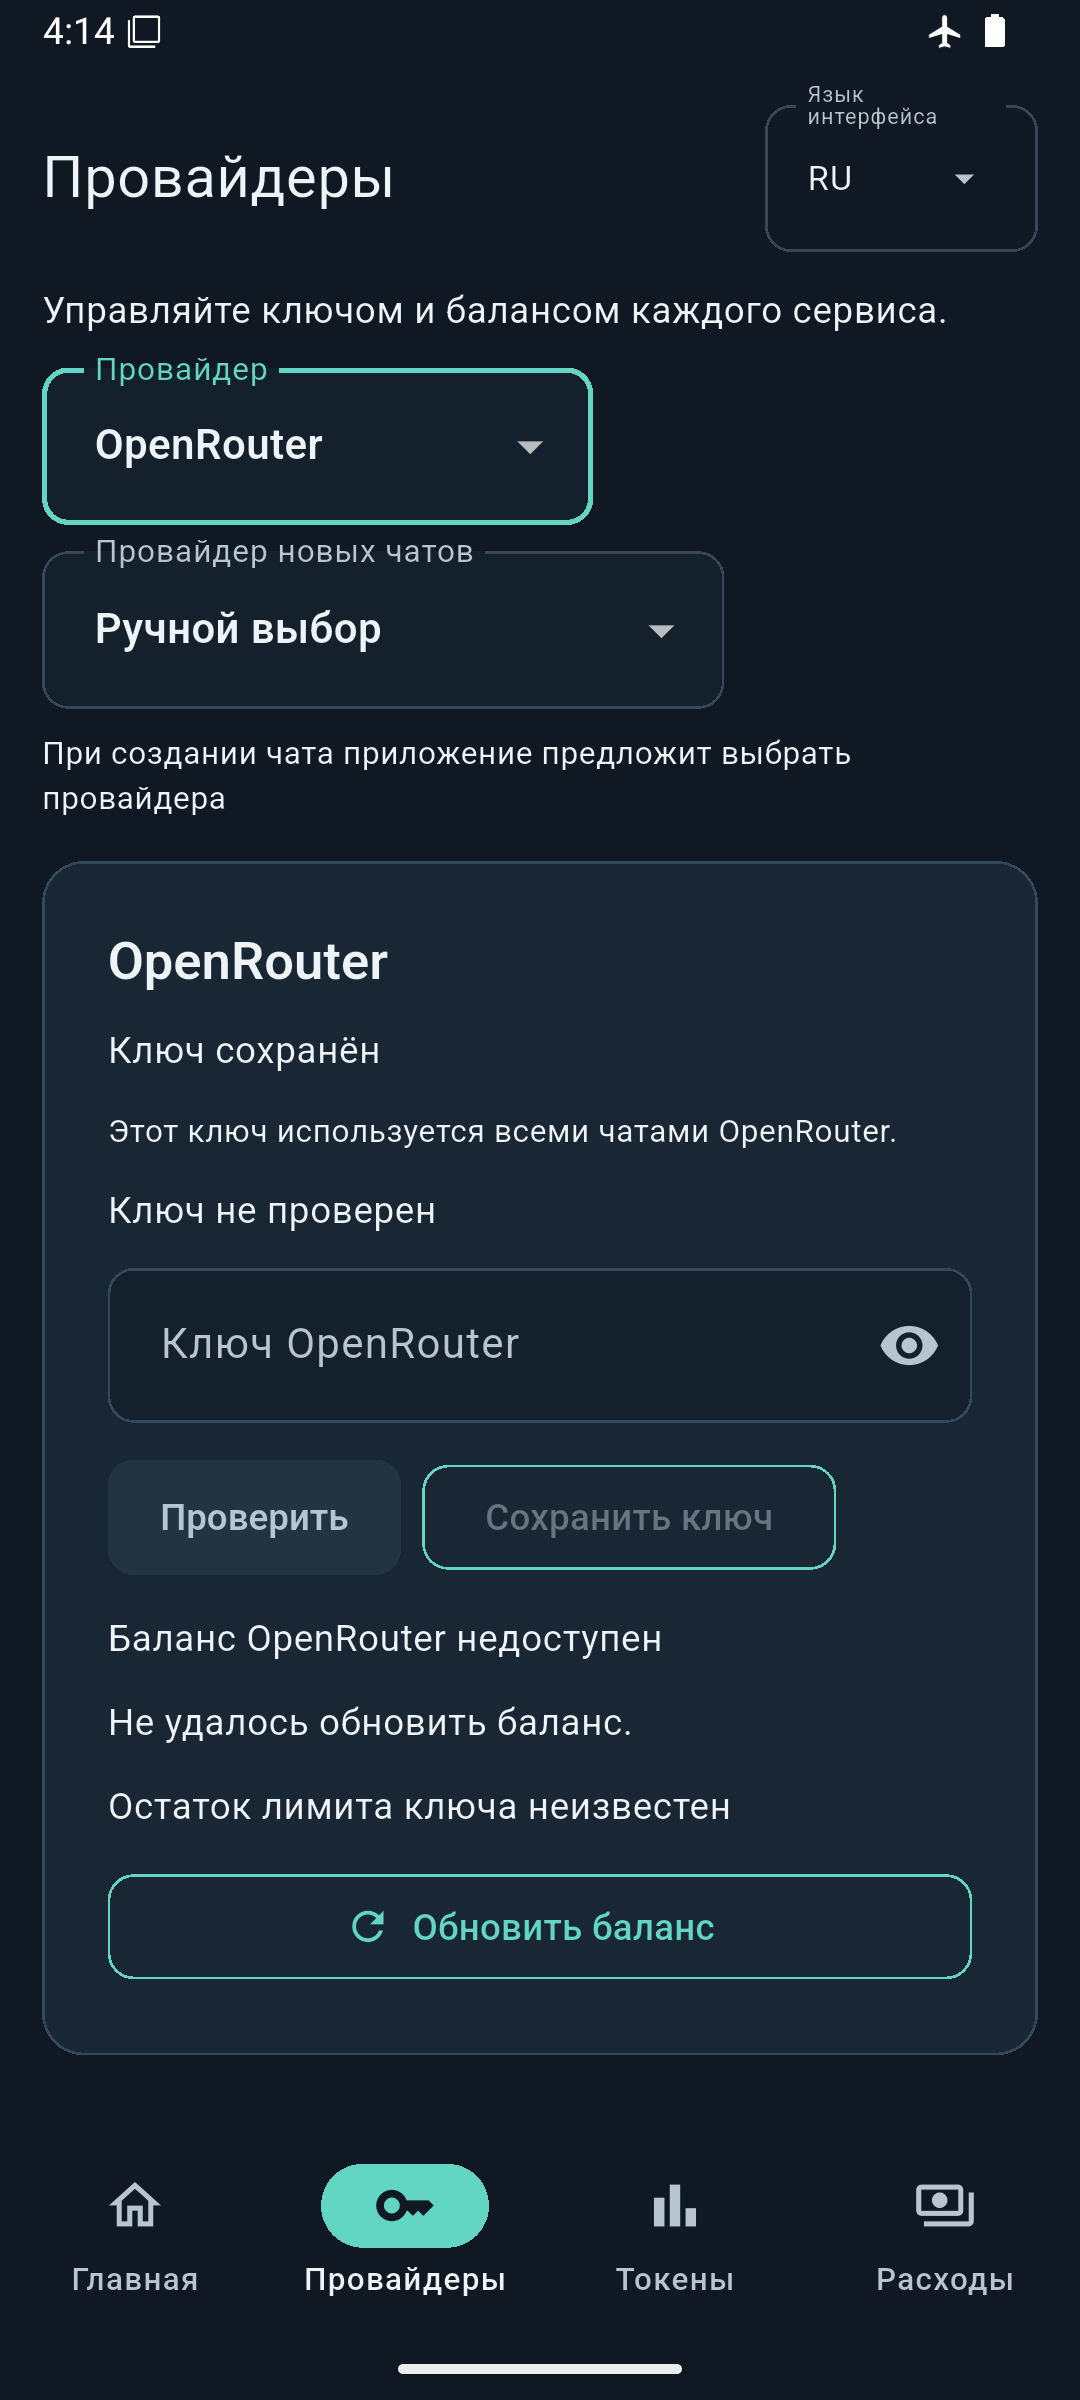 4:14
Язык
интерфейса
Провайдеры
RU
Управляйте ключом и балансом каждого сервиса.
Провайдер
OpenRouter
Провайдер новых чатов
Ручной выбор
При создании чата приложение предложит выбрать
провайдера
OpenRouter
Ключ сохранён
Этот ключ используется всеми чатами OpenRouter.
Ключ не проверен
Ключ OpenRouter
Проверить
Сохранить ключ
Баланс OpenRouter недоступен
Не удалось обновить баланс.
Остаток лимита ключа неизвестен
Обновить баланс
Главная
Провайдеры
Токены
Расходы